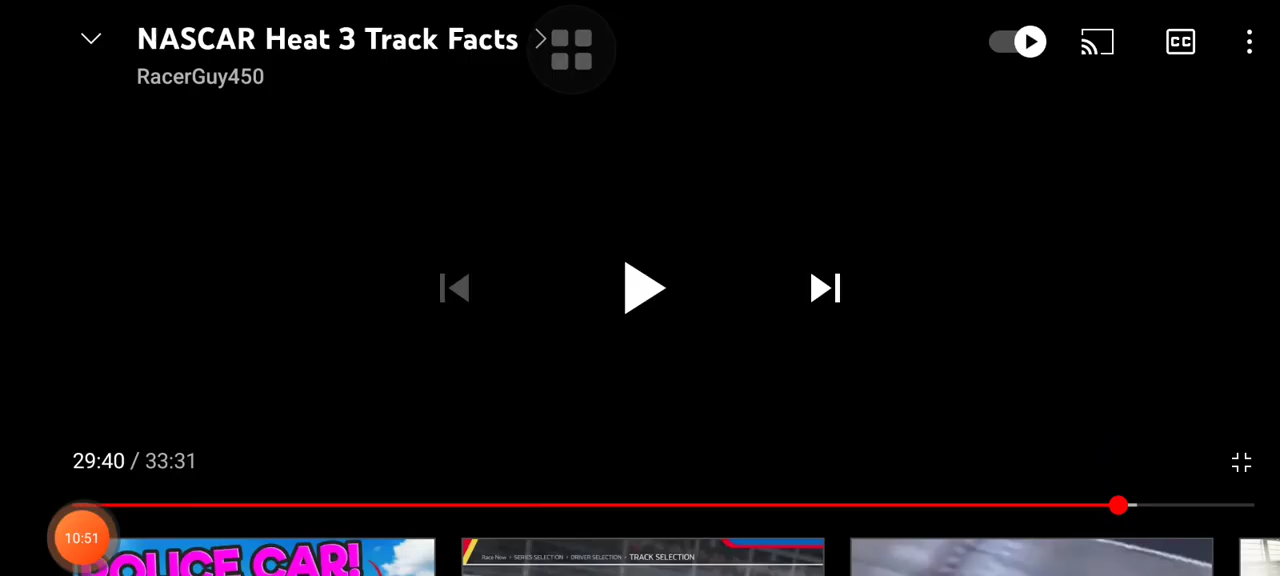 NASCAR Heat 3 Track Facts
RacerGuy450
CC
29:40 / 33:31
10:51
POLICE CAR!
Race Now › SERIES SELECTION › DRIVER SELECTION › TRACK SELECTION